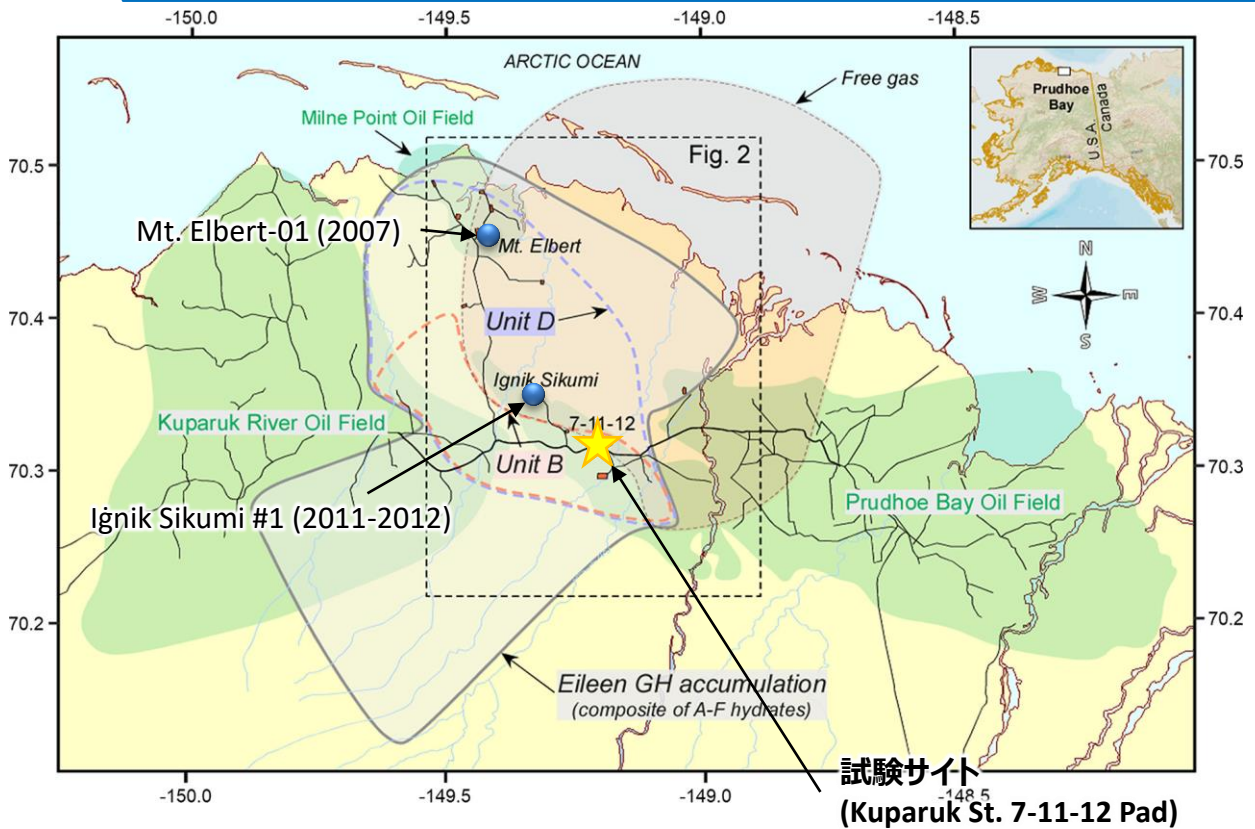 -150.0
-149.5
-149.0
-148.5
ARCTIC OCEAN
Free gas
Prudhoe
Bay
U.S.A.
Canada
Milne Point Oil Field
Fig. 2
70.5
70.5
Mt. Elbert-01 (2007)
Mt. Elbert
N
W
E
S
70.4
70.4
Unit D
Ignik Sikumi
Kuparuk River Oil Field
7-11-12
Unit B
70.3
70.3
Iġnik Sikumi #1 (2011-2012)
Prudhoe Bay Oil Field
70.2
70.2
Eileen GH accumulation
(composite of A-F hydrates)
試験サイト
(Kuparuk St. 7-11-12 Pad)
-150.0
-149.5
-149.0
-148.5